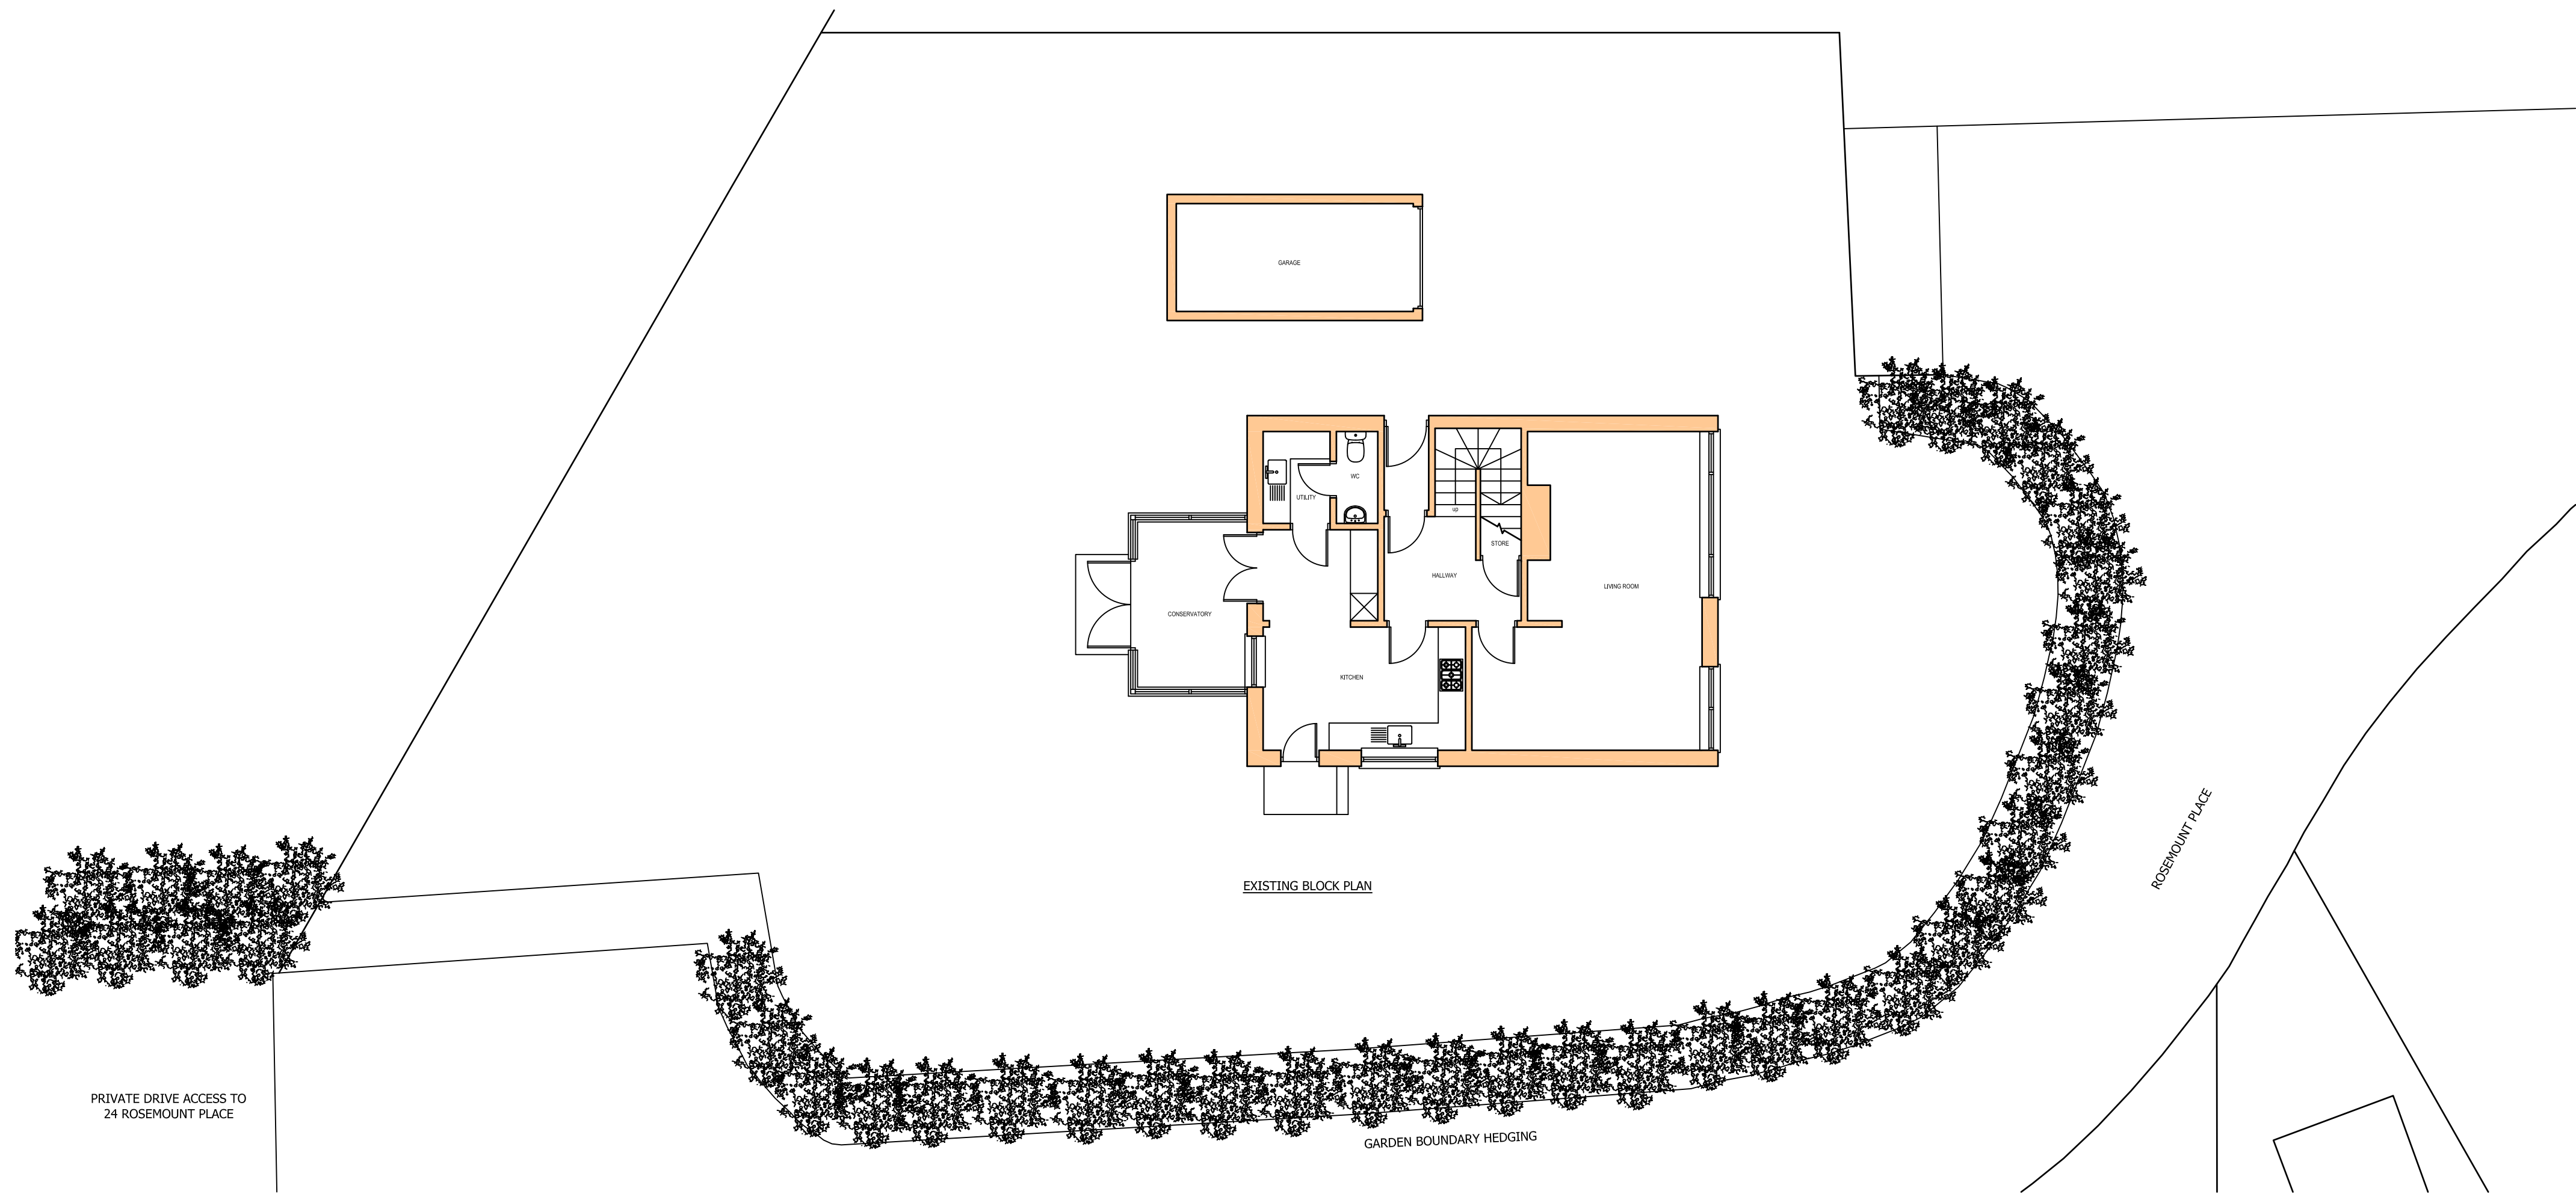 GARAGE
WC
UTILITY
UP
STORE
HALLWAY
LIVING ROOM
CONSERVATORY
KITCHEN
EXISTING BLOCK PLAN
ROSEMOUNT PLACE
PRIVATE DRIVE ACCESS TO
24 ROSEMOUNT PLACE
GARDEN BOUNDARY HEDGING